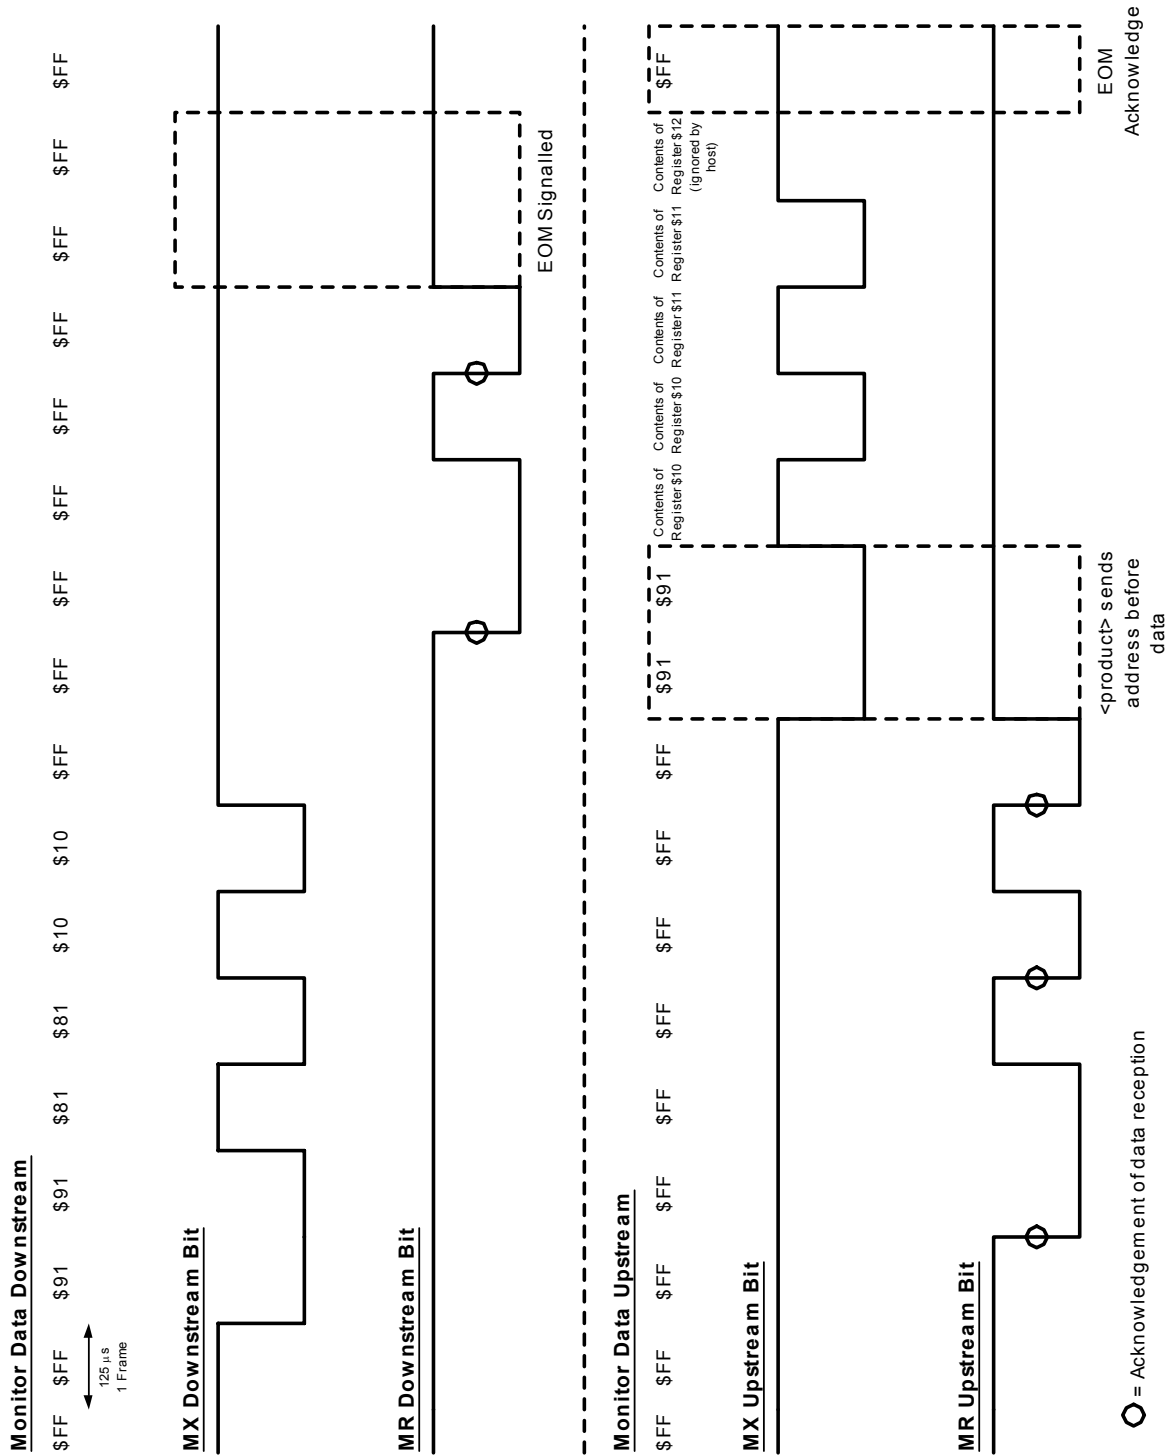 Monitor Data Downstream
$FF $FF $91 $91 $81 $81 $10 $10 $FF $FF $FF $FF $FF $FF $FF $FF $FF
125 µs
1 Frame
MX Downstream Bit
MR Downstream Bit
EOM Signalled
Monitor Data Upstream
$FF $FF $FF $FF $FF $FF $FF $FF $FF $91 $91
Contents of
Register $10
Contents of
Register $10
Contents of
Register $11
Contents of
Register $11
Contents of
Register $12
(ignored by
host)
$FF
MX Upstream Bit
MR Upstream Bit
<product> sends
address before
data
EOM
Acknowledge
= Acknowledgement of data reception